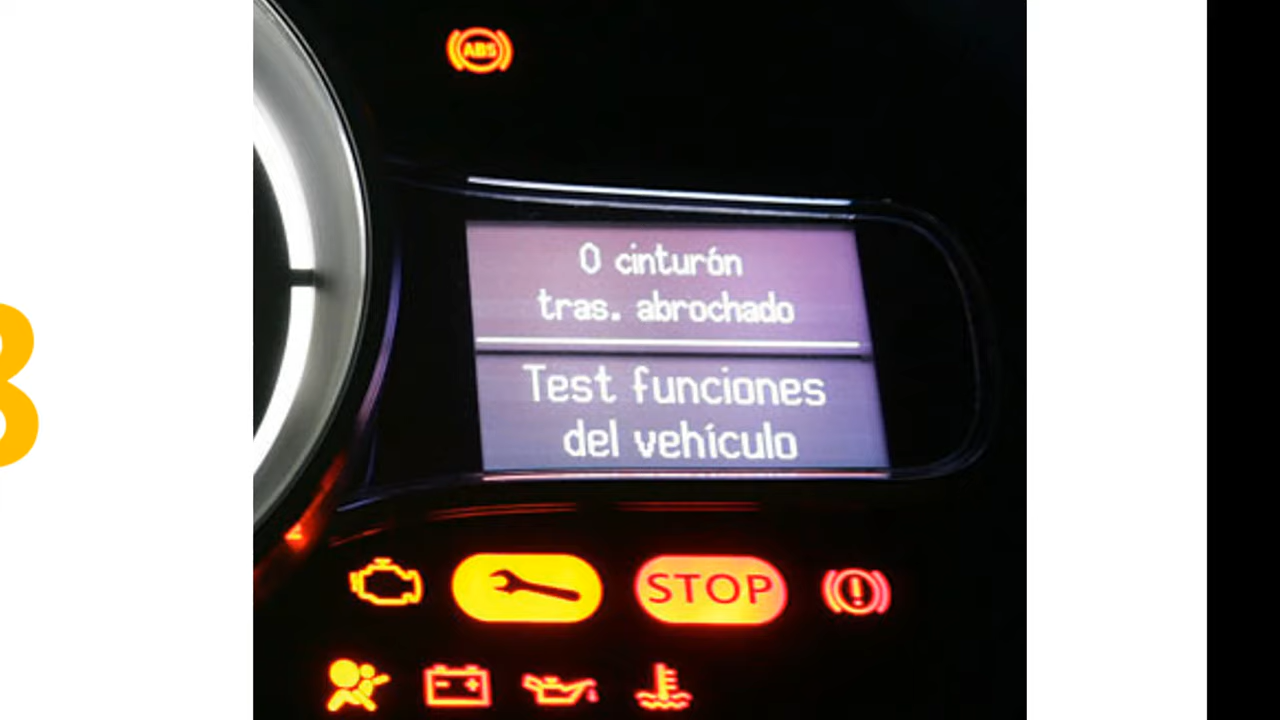 ABS
0 cinturón
tras. abrochado
Test funciones
del vehículo
STOP